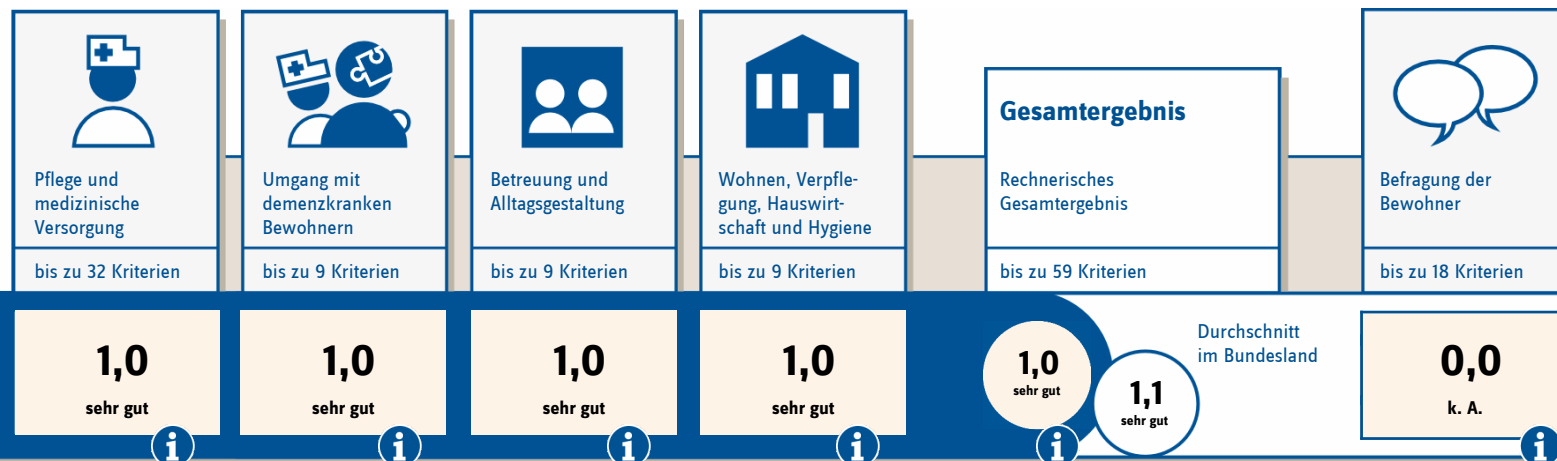 Pflege und
medizinische
Versorgung
bis zu 32 Kriterien
1,0
sehr gut
i
Umgang mit
demenzkranken
Bewohnern
bis zu 9 Kriterien
1,0
sehr gut
i
Betreuung und
Alltagsgestaltung
bis zu 9 Kriterien
1,0
sehr gut
i
Wohnen, Verpfle-
gung, Hauswirt-
schaft und Hygiene
bis zu 9 Kriterien
1,0
sehr gut
i
Gesamtergebnis
Rechnerisches
Gesamtergebnis
bis zu 59 Kriterien
1,0
sehr gut
i
Durchschnitt
im Bundesland
1,1
sehr gut
Befragung der
Bewohner
bis zu 18 Kriterien
0,0
k. A.
i